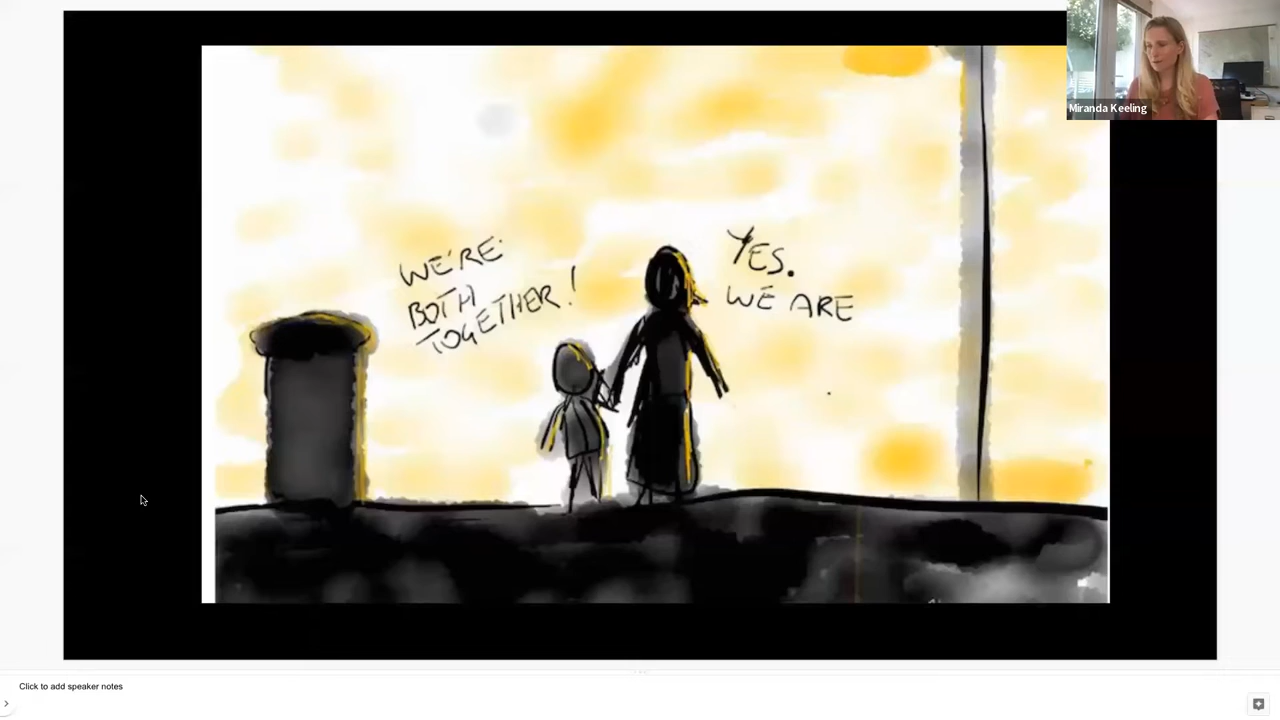 Miranda Keeling
WE'RE
BOTH
TOGETHER!
YES.
WE ARE
Click to add speaker notes